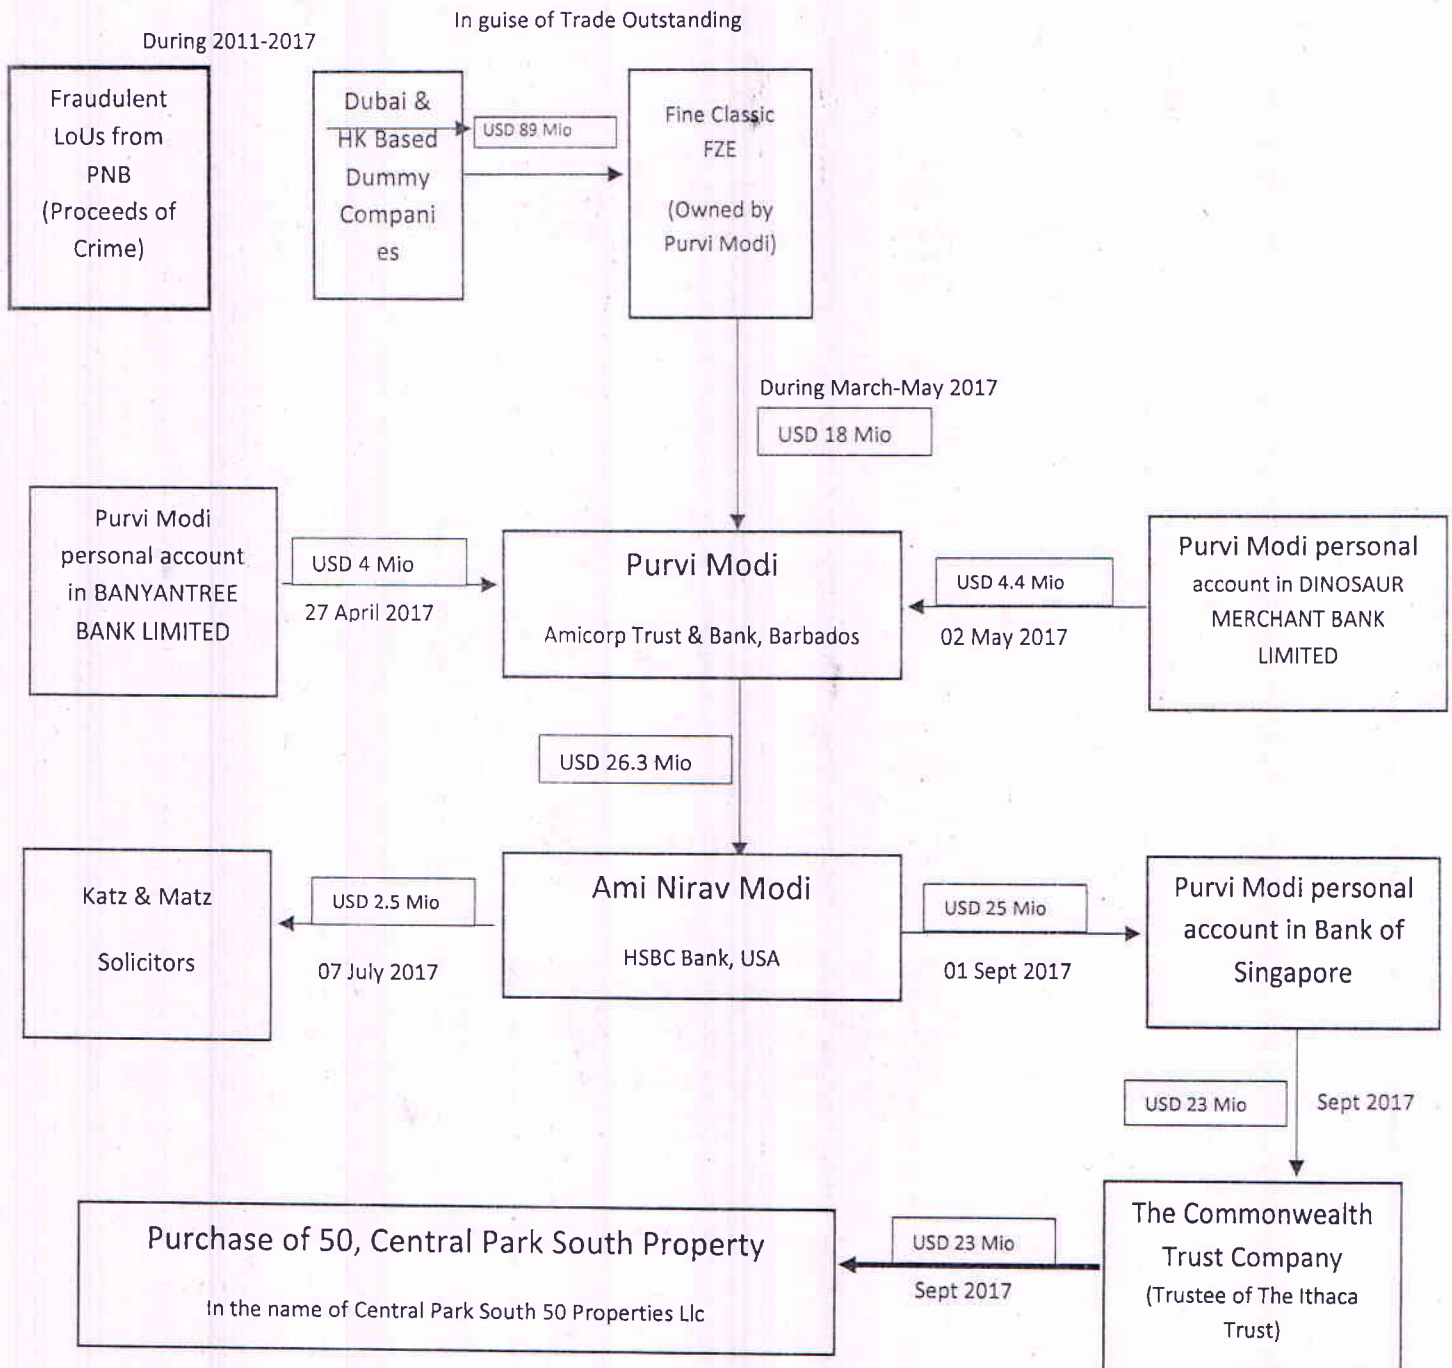 In guise of Trade Outstanding
During 2011-2017
Fraudulent
LoUs from
PNB
(Proceeds of
Crime)
Dubai &
HK Based
Dummy
Compani
es
USD 89 Mio
Fine Classic
FZE
(Owned by
Purvi Modi)
During March-May 2017
USD 18 Mio
Purvi Modi
personal account
in BANYANTREE
BANK LIMITED
USD 4 Mio
27 April 2017
Purvi Modi
Amicorp Trust & Bank, Barbados
USD 4.4 Mio
02 May 2017
Purvi Modi personal
account in DINOSAUR
MERCHANT BANK
LIMITED
USD 26.3 Mio
Katz & Matz
Solicitors
USD 2.5 Mio
07 July 2017
Ami Nirav Modi
HSBC Bank, USA
USD 25 Mio
01 Sept 2017
Purvi Modi personal
account in Bank of
Singapore
USD 23 Mio
Sept 2017
Purchase of 50, Central Park South Property
In the name of Central Park South 50 Properties Llc
USD 23 Mio
Sept 2017
The Commonwealth
Trust Company
(Trustee of The Ithaca
Trust)